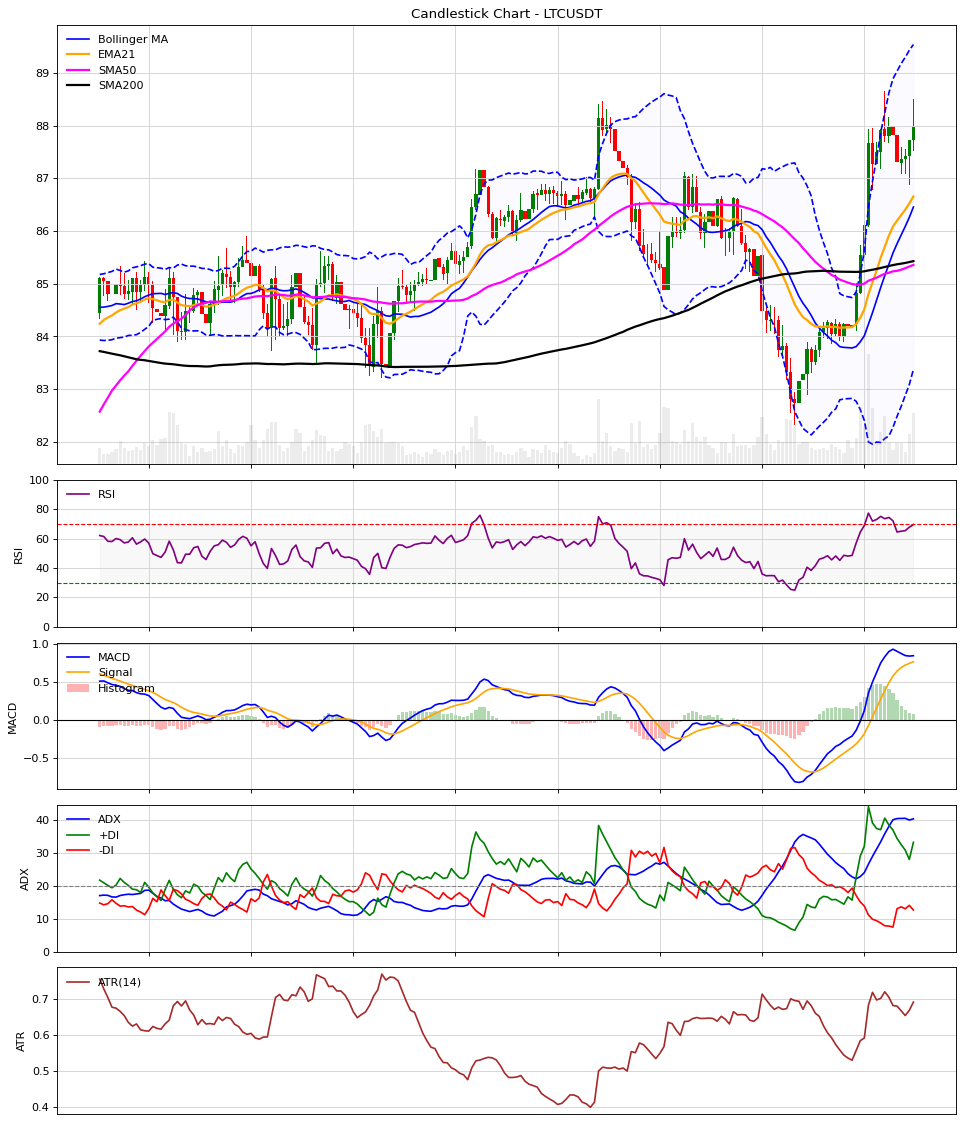 Candlestick Chart - LTCUSDT
Bollinger MA
EMA21
SMA50
SMA200
89
88
87
86
85
84
83
82
RSI
100
80
60
40
20
0
RSI
MACD
Signal
Histogram
1.0
0.5
0.0
−0.5
MACD
ADX
+DI
-DI
40
30
20
10
0
ADX
ATR(14)
0.7
0.6
0.5
0.4
ATR